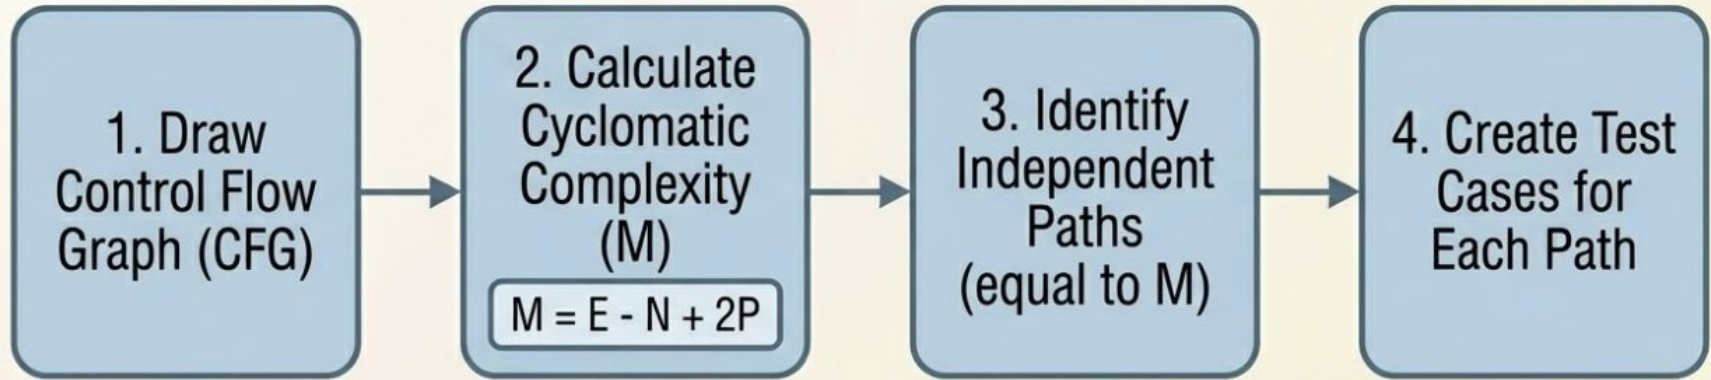 1. Draw
Control Flow
Graph (CFG)
2. Calculate
Cyclomatic
Complexity
(M)
M = E - N + 2P
3. Identify
Independent
Paths
(equal to M)
4. Create Test
Cases for
Each Path